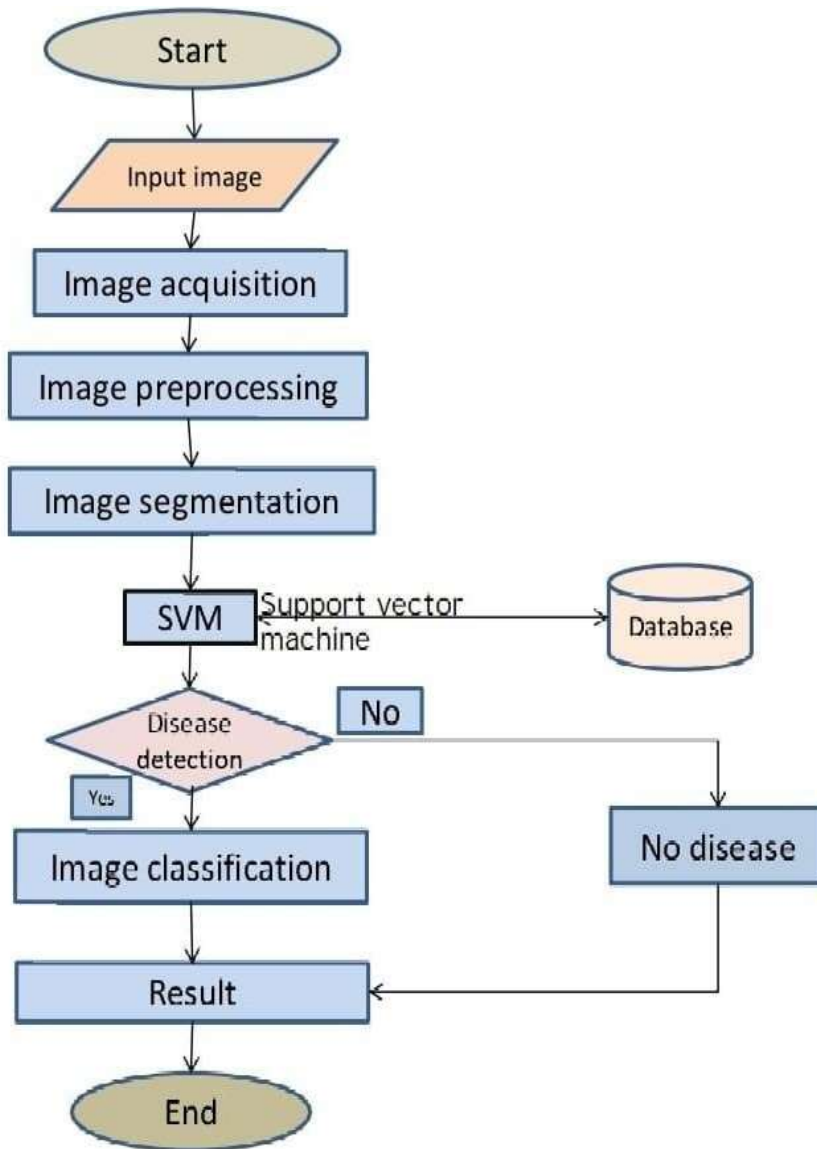 Start
Input image
Image acquisition
Image preprocessing
Image segmentation
SVM
Support vector
machine
Database
Disease
detection
No
Yes
Image classification
No disease
Result
End